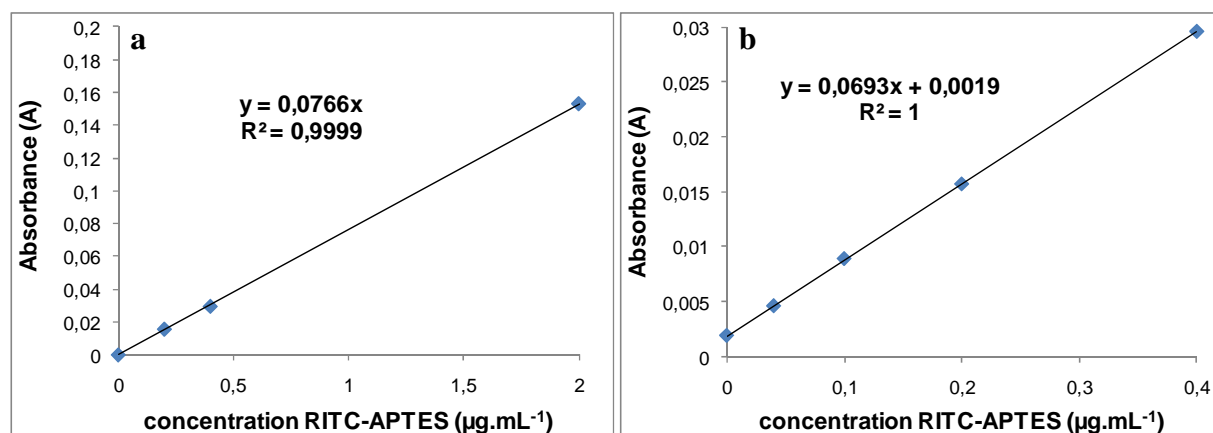 a
0,2
0,18
0,16
0,14
0,12
0,1
0,08
0,06
0,04
0,02
0
Absorbance (A)
y = 0,0766x
R² = 0,9999
0
0,5
1
1,5
2
concentration RITC-APTES (µg.mL⁻¹)
b
0,03
0,025
0,02
0,015
0,01
0,005
0
Absorbance (A)
y = 0,0693x + 0,0019
R² = 1
0
0,1
0,2
0,3
0,4
concentration RITC-APTES (µg.mL⁻¹)